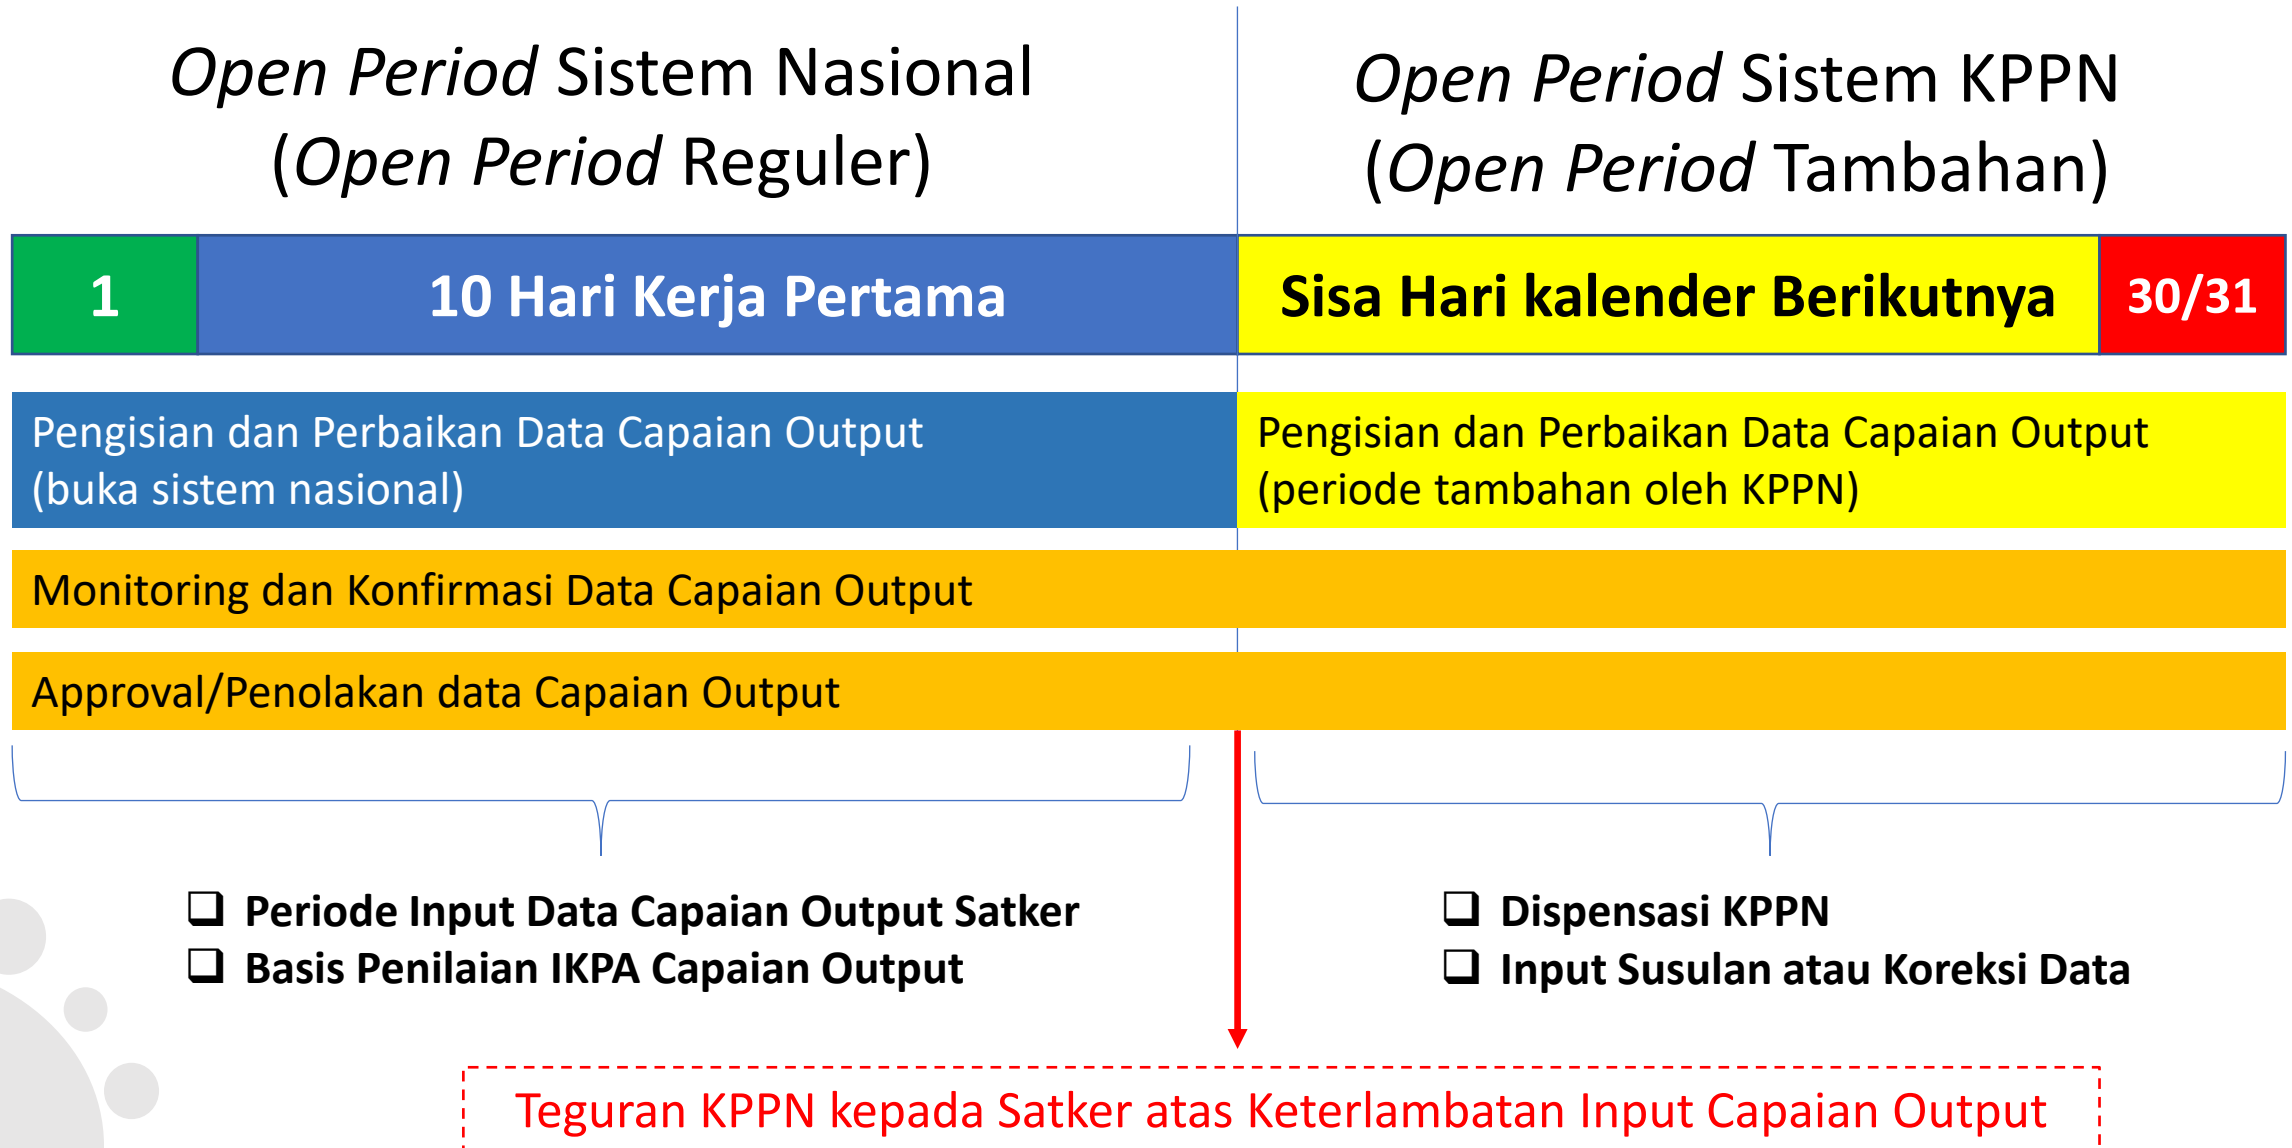 Open Period Sistem Nasional
(Open Period Reguler)
Open Period Sistem KPPN
(Open Period Tambahan)
1
10 Hari Kerja Pertama
Sisa Hari kalender Berikutnya
30/31
Pengisian dan Perbaikan Data Capaian Output
(buka sistem nasional)
Pengisian dan Perbaikan Data Capaian Output
(periode tambahan oleh KPPN)
Monitoring dan Konfirmasi Data Capaian Output
Approval/Penolakan data Capaian Output
❑ Periode Input Data Capaian Output Satker
❑ Basis Penilaian IKPA Capaian Output
❑ Dispensasi KPPN
❑ Input Susulan atau Koreksi Data
Teguran KPPN kepada Satker atas Keterlambatan Input Capaian Output